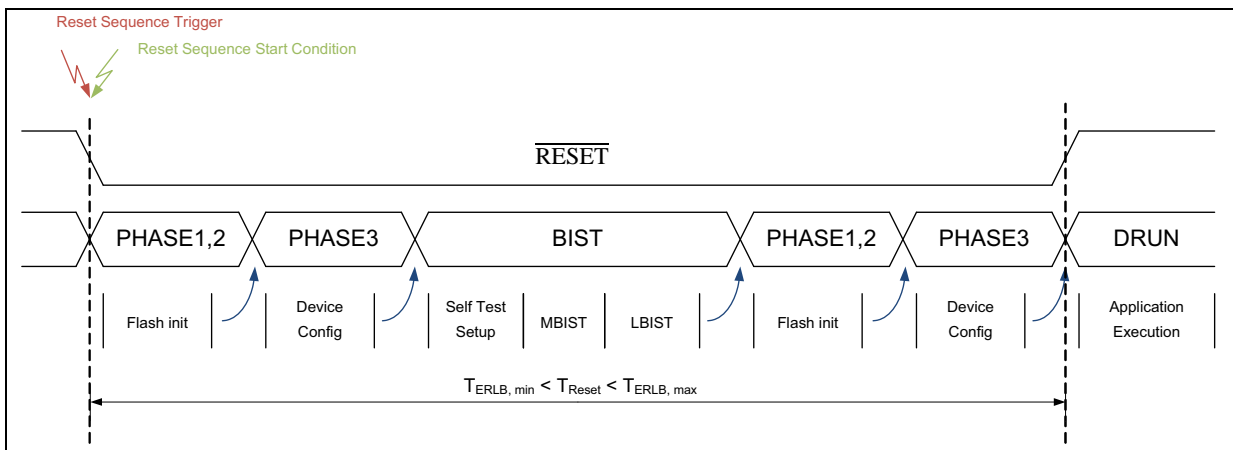 Reset Sequence Trigger
Reset Sequence Start Condition
RESET
PHASE1,2 PHASE3 BIST PHASE1,2 PHASE3 DRUN
Flash init Device Config Self Test Setup MBIST LBIST Flash init Device Config Application Execution
TERLB, min < TReset < TERLB, max